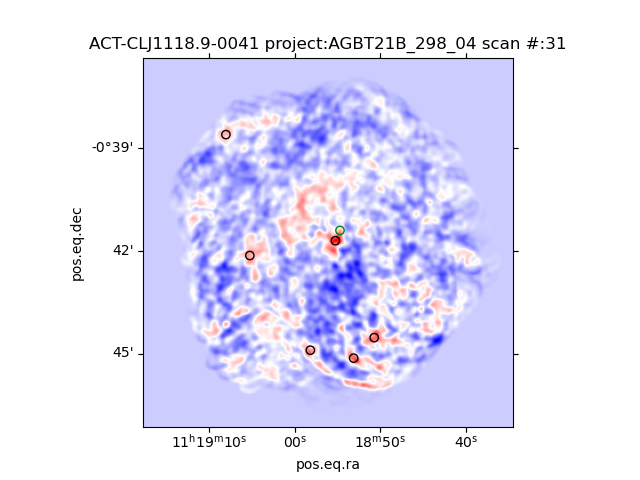 ACT-CLJ1118.9-0041 project:AGBT21B_298_04 scan #:31
pos.eq.dec
-0°39'
42'
45'
11ʰ19ᵐ10ˢ 00ˢ 18ᵐ50ˢ 40ˢ
pos.eq.ra